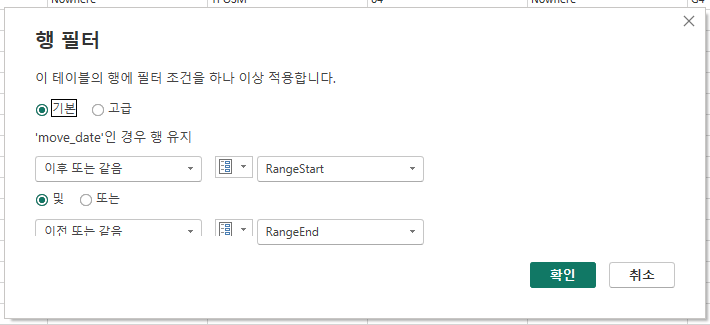 Nowhere Nowhere
행 필터
이 테이블의 행에 필터 조건을 하나 이상 적용합니다.
기본 고급
'move_date'인 경우 행 유지
이후 또는 같음 RangeStart
및 또는
이전 또는 같음 RangeEnd
확인 취소